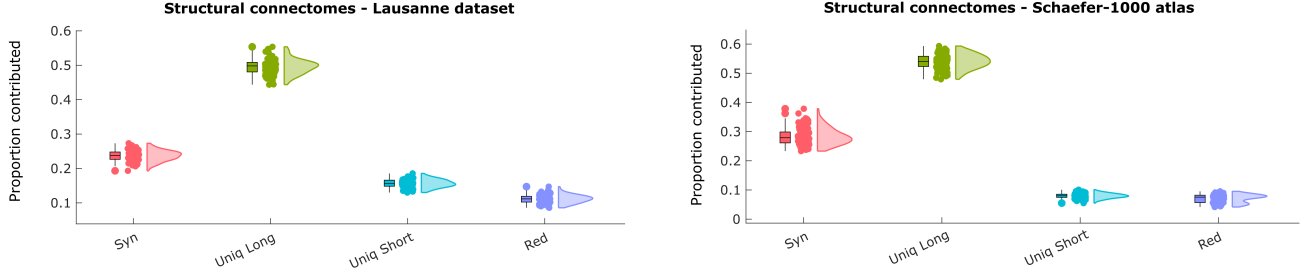 Structural connectomes - Lausanne dataset
Proportion contributed
0.6
0.5
0.4
0.3
0.2
0.1
Syn
Uniq Long
Uniq Short
Red
Structural connectomes - Schaefer-1000 atlas
Proportion contributed
0.6
0.5
0.4
0.3
0.2
0.1
0
Syn
Uniq Long
Uniq Short
Red